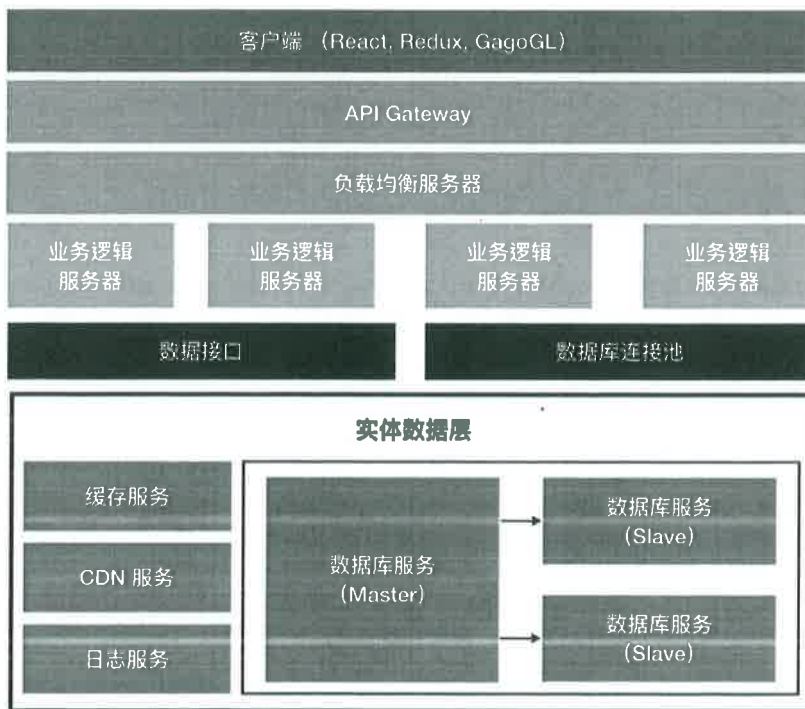 客户端 （React, Redux, GagoGL）
API Gateway
负载均衡服务器
业务逻辑
服务器
业务逻辑
服务器
业务逻辑
服务器
业务逻辑
服务器
数据接口
数据库连接池
实体数据层
缓存服务
CDN 服务
日志服务
数据库服务
(Master)
数据库服务
(Slave)
数据库服务
(Slave)